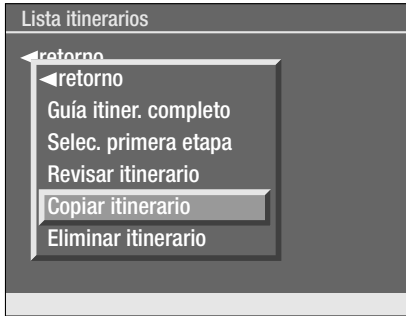 Lista itinerarios
◄retorno
◄retorno
Guía itiner. completo
Selec. primera etapa
Revisar itinerario
Copiar itinerario
Eliminar itinerario